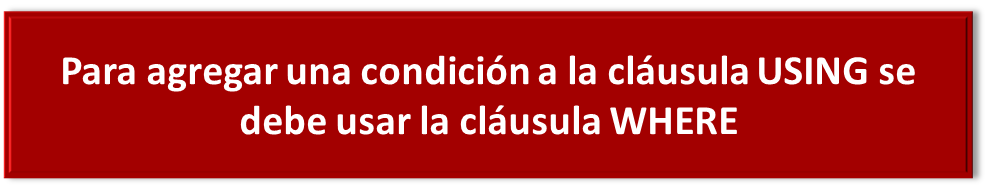 Para agregar una condición a la cláusula USING se
debe usar la cláusula WHERE